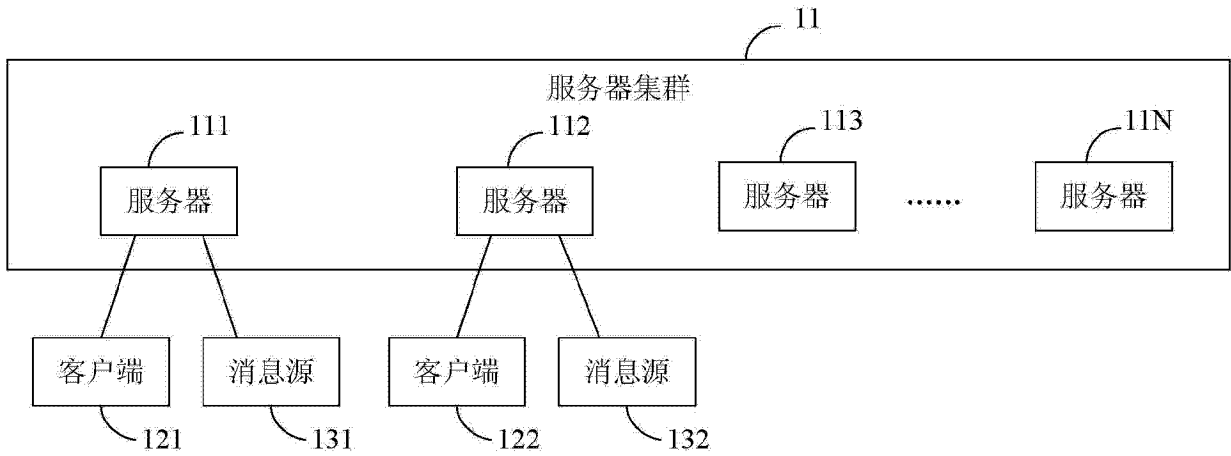 11
服务器集群
111
112
113
11N
服务器
服务器
服务器
……
服务器
客户端
消息源
客户端
消息源
121
131
122
132